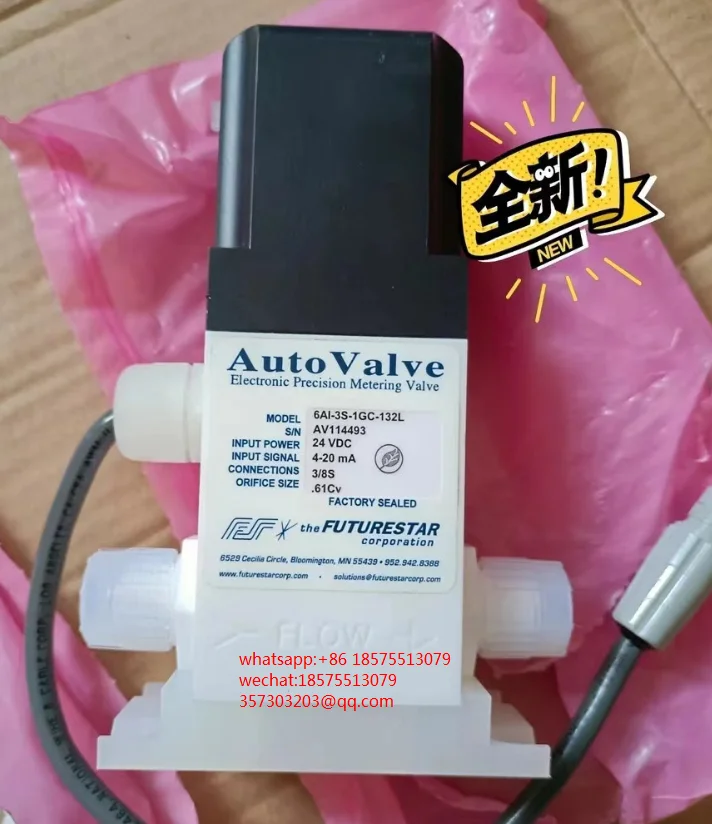 全新!
NEW
AutoValve
Electronic Precision Metering Valve
MODEL 6AI-3S-1GC-132L
S/N AV114493
INPUT POWER 24 VDC
INPUT SIGNAL 4-20 mA
CONNECTIONS 3/8S
ORIFICE SIZE .61Cv
FACTORY SEALED
FSF the FUTURESTAR
corporation
6529 Cecilia Circle, Bloomington, MN 55439 • 952.942.8388
www.futurestarcorp.com • solutions@futurestarcorp.com
FLOW
whatsapp:+86 18575513079
wechat:18575513079
357303203@qq.com